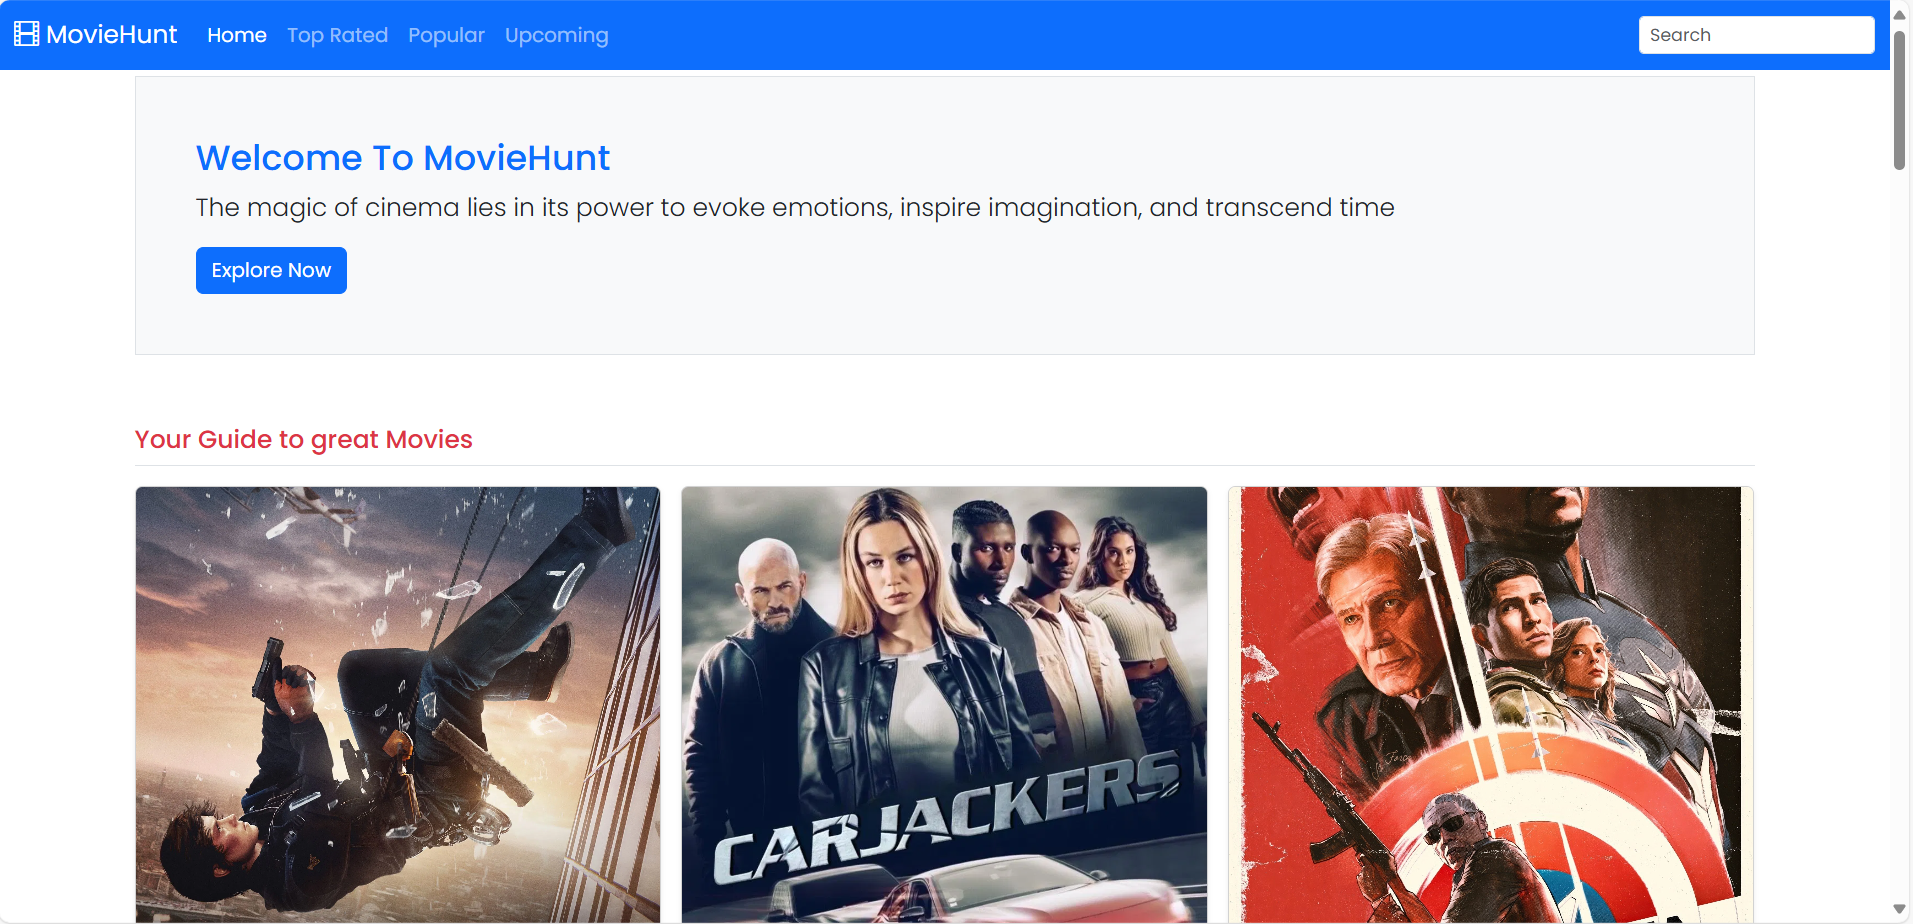 MovieHunt Home Top Rated Popular Upcoming Search
Welcome To MovieHunt
The magic of cinema lies in its power to evoke emotions, inspire imagination, and transcend time
Explore Now
Your Guide to great Movies
CARJACKERS